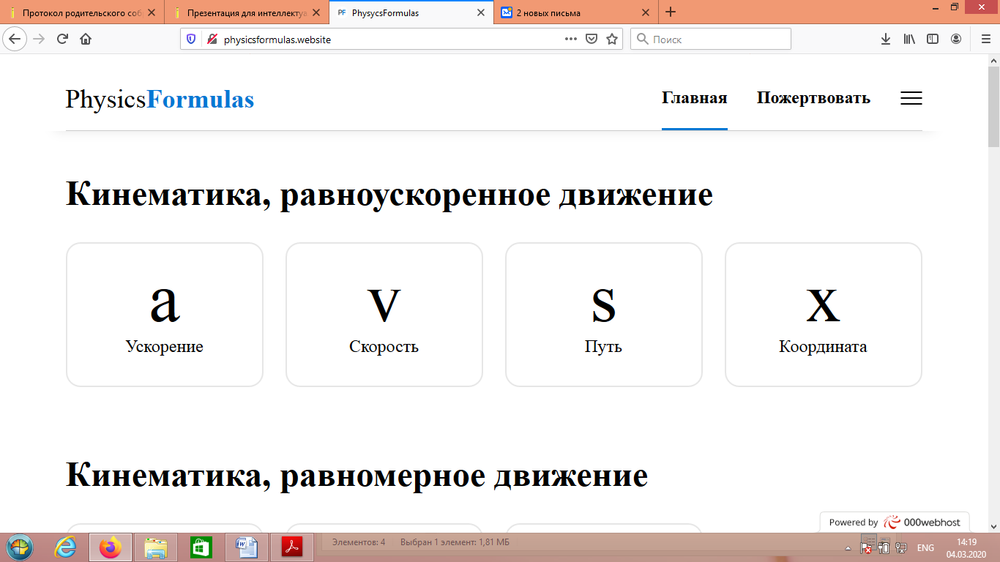 Протокол родительского соб
Презентация для интеллектуа
PF PhysycsFormulas
2 новых письма
physicsformulas.website
Поиск
PhysicsFormulas
Главная
Пожертвовать
Кинематика, равноускоренное движение
a
v
s
x
Ускорение
Скорость
Путь
Координата
Кинематика, равномерное движение
Powered by 000webhost
Элементов: 4 Выбран 1 элемент: 1,81 МБ
ENG
14:19
04.03.2020